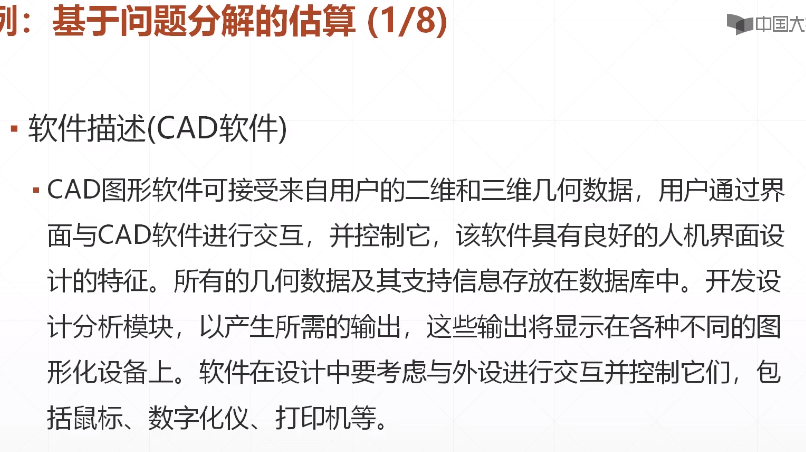 例：基于问题分解的估算 (1/8)
中国大
▪ 软件描述(CAD软件)
▪ CAD图形软件可接受来自用户的二维和三维几何数据，用户通过界
面与CAD软件进行交互，并控制它，该软件具有良好的人机界面设
计的特征。所有的几何数据及其支持信息存放在数据库中。开发设
计分析模块，以产生所需的输出，这些输出将显示在各种不同的图
形化设备上。软件在设计中要考虑与外设进行交互并控制它们，包
括鼠标、数字化仪、打印机等。